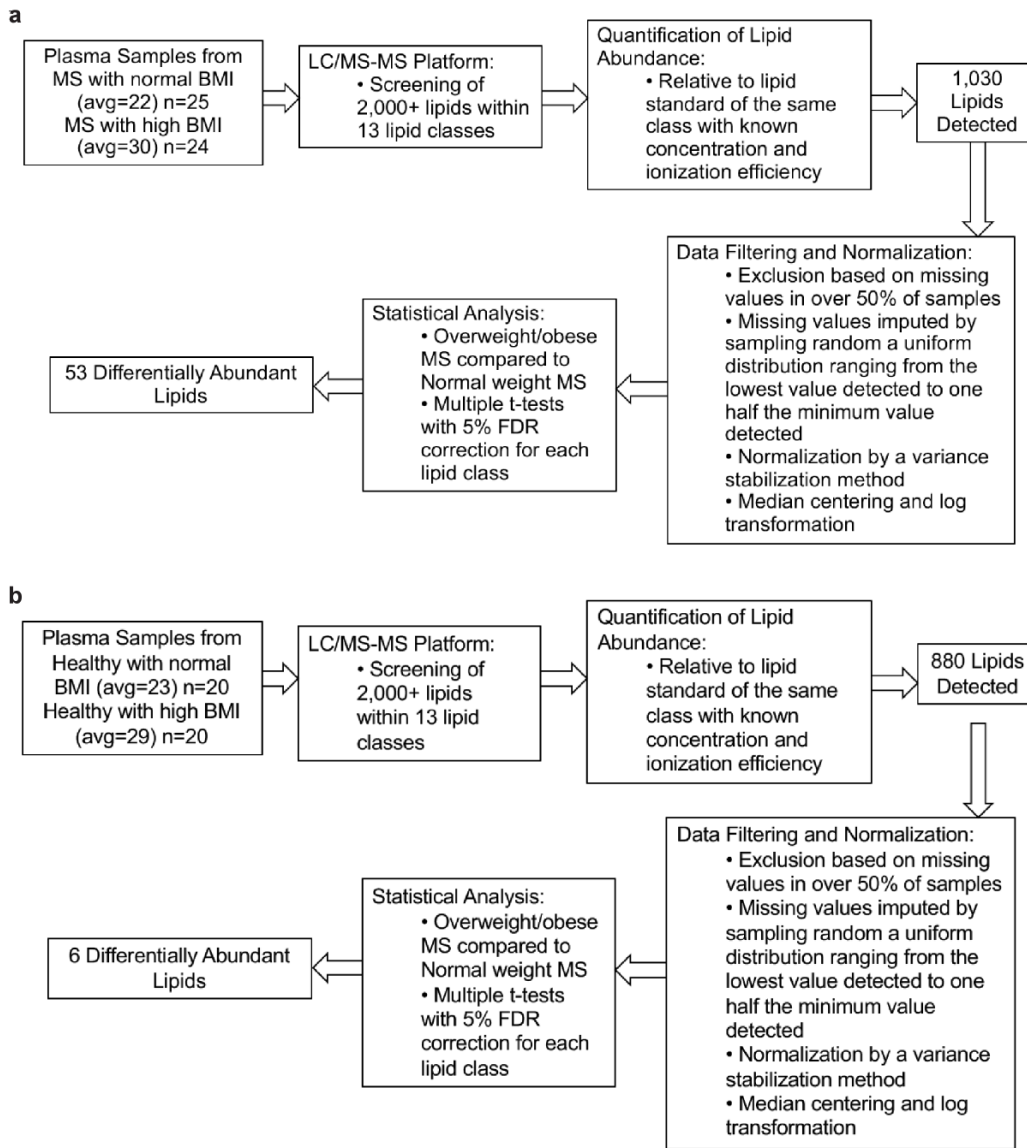 a
Plasma Samples from
MS with normal BMI
(avg=22) n=25
MS with high BMI
(avg=30) n=24
LC/MS-MS Platform:
• Screening of
2,000+ lipids within
13 lipid classes
Quantification of Lipid
Abundance:
• Relative to lipid
standard of the same
class with known
concentration and
ionization efficiency
1,030
Lipids
Detected
Data Filtering and Normalization:
• Exclusion based on missing
values in over 50% of samples
• Missing values imputed by
sampling random a uniform
distribution ranging from the
lowest value detected to one
half the minimum value
detected
• Normalization by a variance
stabilization method
• Median centering and log
transformation
Statistical Analysis:
• Overweight/obese
MS compared to
Normal weight MS
• Multiple t-tests
with 5% FDR
correction for each
lipid class
53 Differentially Abundant
Lipids
b
Plasma Samples from
Healthy with normal
BMI (avg=23) n=20
Healthy with high BMI
(avg=29) n=20
LC/MS-MS Platform:
• Screening of
2,000+ lipids
within 13 lipid
classes
Quantification of Lipid
Abundance:
• Relative to lipid
standard of the same
class with known
concentration and
ionization efficiency
880 Lipids
Detected
Data Filtering and Normalization:
• Exclusion based on missing
values in over 50% of samples
• Missing values imputed by
sampling random a uniform
distribution ranging from the
lowest value detected to one
half the minimum value
detected
• Normalization by a variance
stabilization method
• Median centering and log
transformation
Statistical Analysis:
• Overweight/obese
MS compared to
Normal weight MS
• Multiple t-tests
with 5% FDR
correction for each
lipid class
6 Differentially Abundant
Lipids